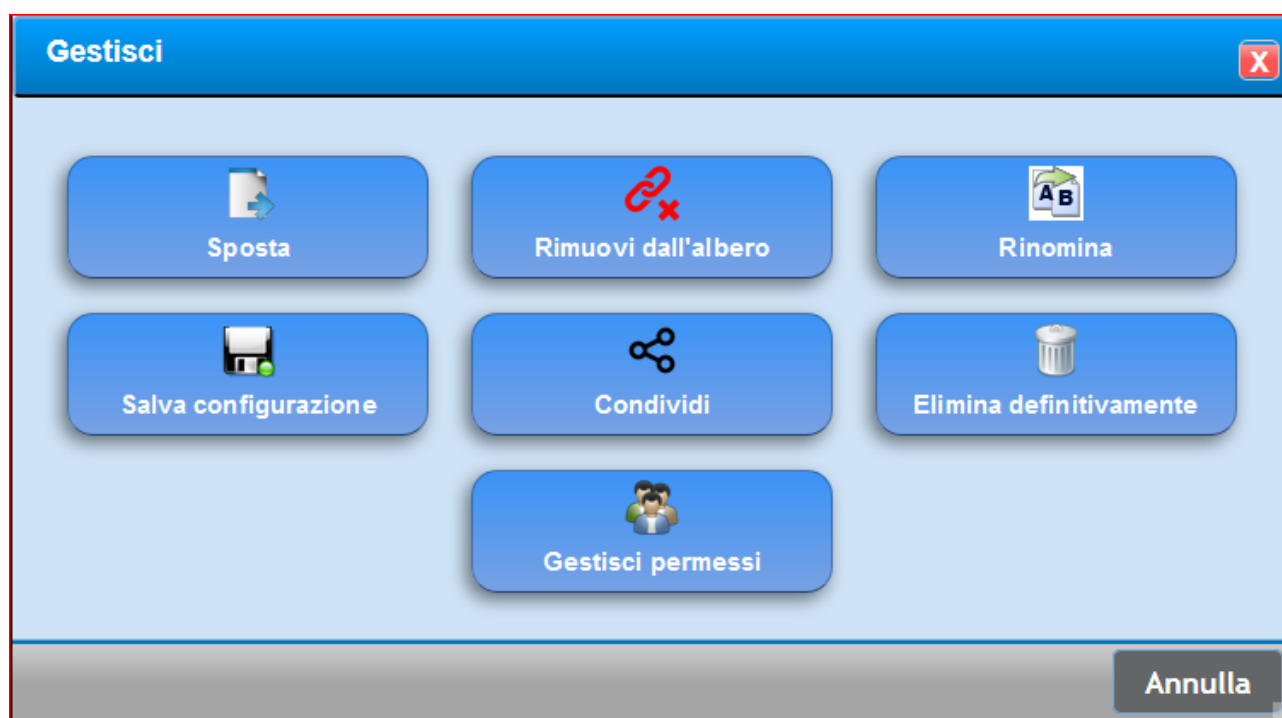 Gestisci
X
Sposta
Rimuovi dall'albero
A B
Rinomina
Salva configurazione
Condividi
Elimina definitivamente
Gestisci permessi
Annulla